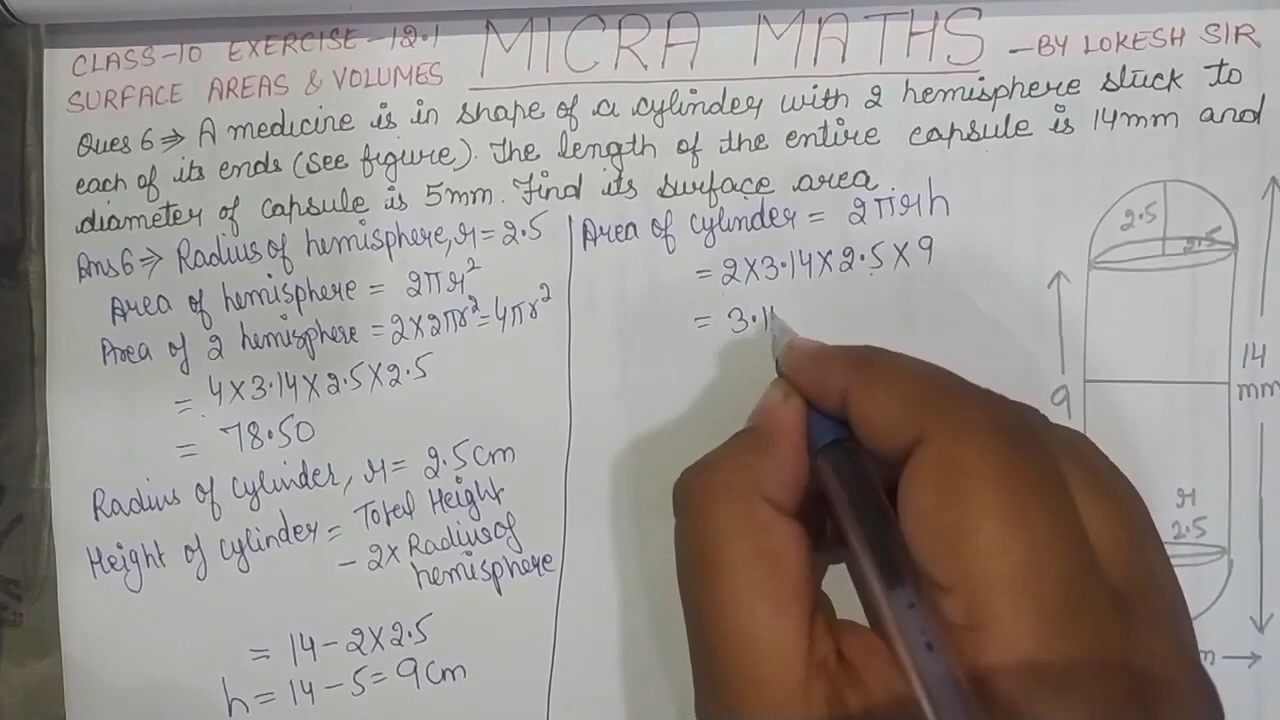 CLASS-10 EXERCISE-12.1 MICRA MATHS -BY LOKESH SIR
SURFACE AREAS & VOLUMES
Ques 6⇒ A medicine is in shape of a cylinder with 2 hemisphere stuck to
each of its ends (see figure). The length of the entire capsule is 14mm and
diameter of capsule is 5mm. Find its surface area.
Ans 6⇒ Radius of hemisphere, r = 2.5
Area of hemisphere = 2πr²
Area of 2 hemisphere = 2×2πr² = 4πr²
= 4×3.14×2.5×2.5
= 78.50
Radius of cylinder, r = 2.5cm
Height of cylinder = Total Height
- 2× Radius of
hemisphere
= 14-2×2.5
h = 14-5 = 9cm
Area of cylinder = 2πrh
= 2×3.14×2.5×9
= 3.1
2.5
2.5
9
14
mm
r
2.5